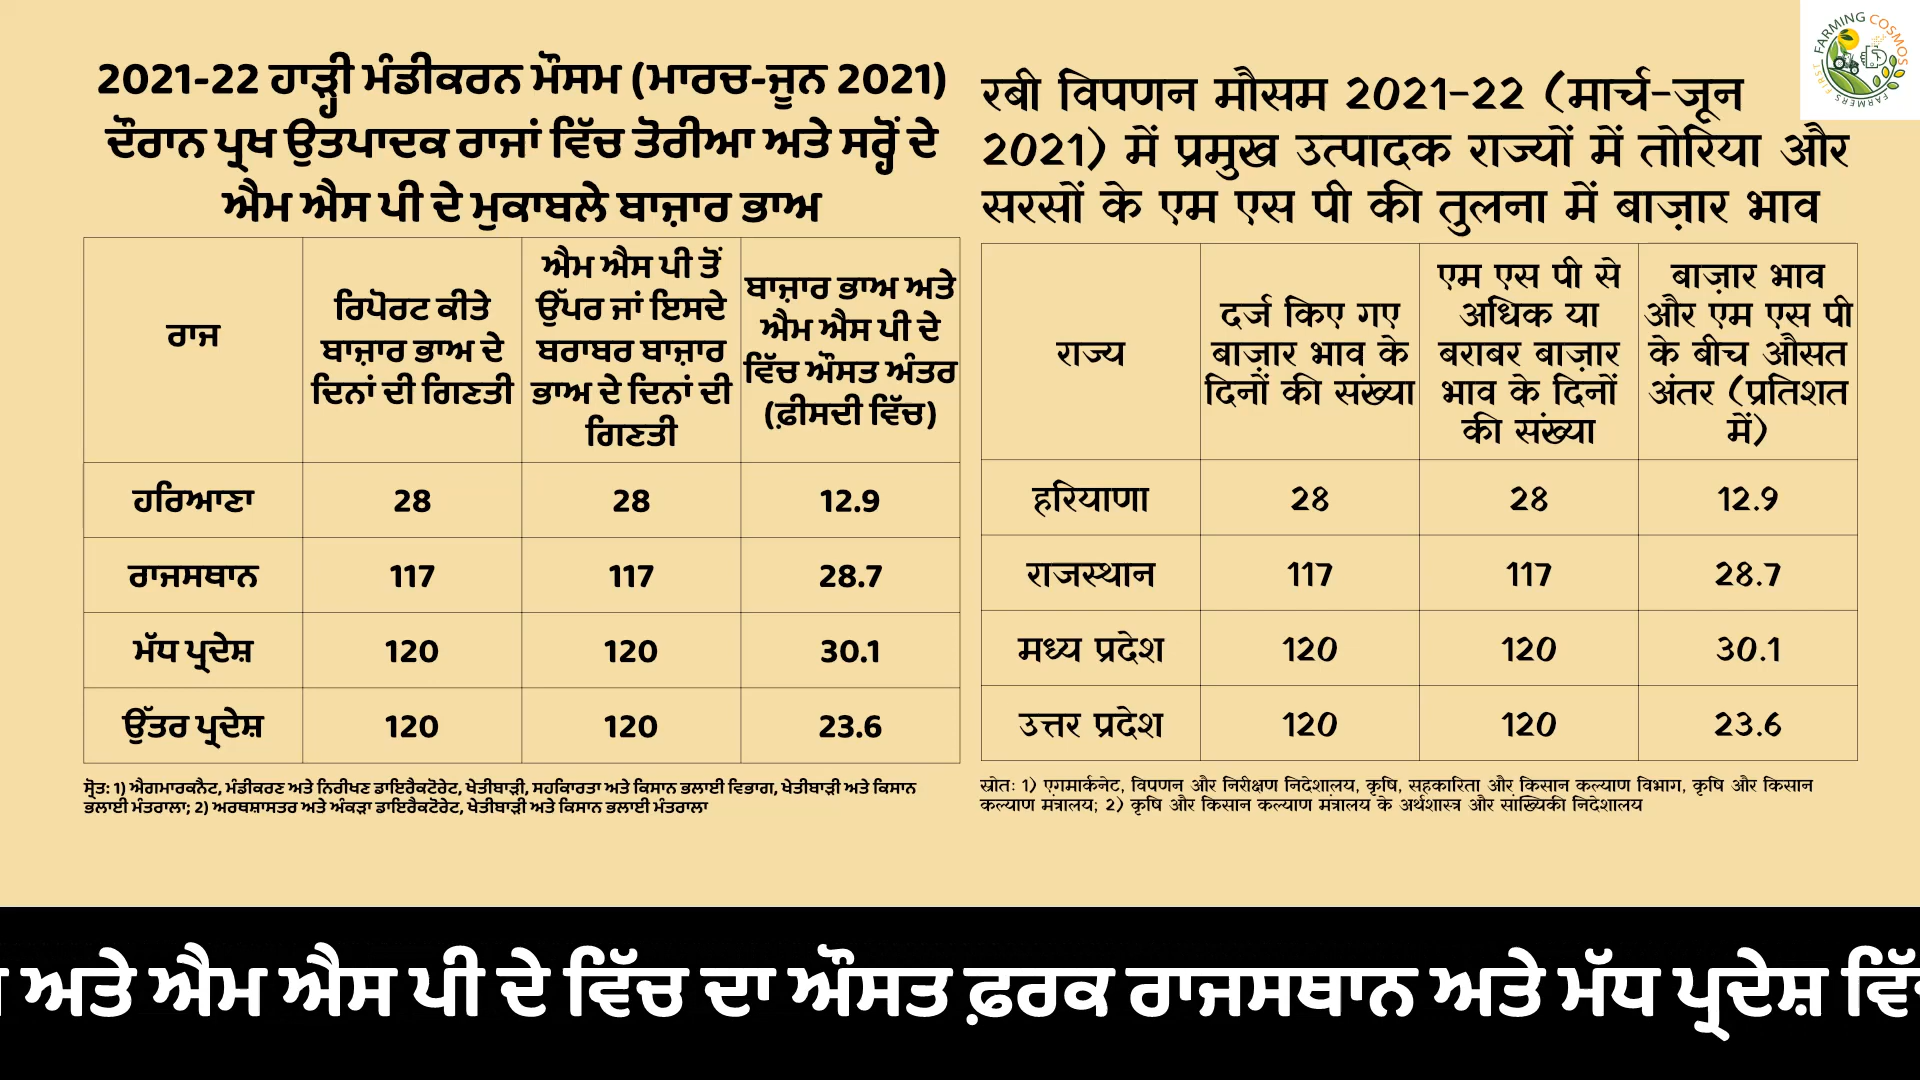 2021-22 ਹਾੜ੍ਹੀ ਮੰਡੀਕਰਨ ਮੌਸਮ (ਮਾਰਚ-ਜੂਨ 2021)
ਦੌਰਾਨ ਪ੍ਰਖ ਉਤਪਾਦਕ ਰਾਜਾਂ ਵਿੱਚ ਤੋਰੀਆ ਅਤੇ ਸਰ੍ਹੋਂ ਦੇ
ਐਮ ਐਸ ਪੀ ਦੇ ਮੁਕਾਬਲੇ ਬਾਜ਼ਾਰ ਭਾਅ
ਰਾਜ
ਰਿਪੋਰਟ ਕੀਤੇ
ਬਾਜ਼ਾਰ ਭਾਅ ਦੇ
ਦਿਨਾਂ ਦੀ ਗਿਣਤੀ
ਐਮ ਐਸ ਪੀ ਤੋਂ
ਉੱਪਰ ਜਾਂ ਇਸਦੇ
ਬਰਾਬਰ ਬਾਜ਼ਾਰ
ਭਾਅ ਦੇ ਦਿਨਾਂ ਦੀ
ਗਿਣਤੀ
ਬਾਜ਼ਾਰ ਭਾਅ ਅਤੇ
ਐਮ ਐਸ ਪੀ ਦੇ
ਵਿੱਚ ਔਸਤ ਅੰਤਰ
(ਫ਼ੀਸਦੀ ਵਿੱਚ)
ਹਰਿਆਣਾ 28 28 12.9
ਰਾਜਸਥਾਨ 117 117 28.7
ਮੱਧ ਪ੍ਰਦੇਸ਼ 120 120 30.1
ਉੱਤਰ ਪ੍ਰਦੇਸ਼ 120 120 23.6
ਸ੍ਰੋਤ: 1) ਐਗਮਾਰਕਨੈਟ, ਮੰਡੀਕਰਣ ਅਤੇ ਨਿਰੀਖਣ ਡਾਇਰੈਕਟੋਰੇਟ, ਖੇਤੀਬਾੜੀ, ਸਹਕਿਾਰਤਾ ਅਤੇ ਕਿਸਾਨ ਭਲਾਈ ਵਿਭਾਗ, ਖੇਤੀਬਾੜੀ ਅਤੇ ਕਿਸਾਨ
ਭਲਾਈ ਮੰਤਰਾਲਾ; 2) ਅਰਥਸ਼ਾਸਤਰ ਅਤੇ ਅੰਕੜਾ ਡਾਇਰੈਕਟੋਰੇਟ, ਖੇਤੀਬਾੜੀ ਅਤੇ ਕਿਸਾਨ ਭਲਾਈ ਮੰਤਰਾਲਾ
रबी विपणन मौसम 2021-22 (मार्च-जून
2021) में प्रमुख उत्पादक राज्यों में तोरिया और
सरसों के एम एस पी की तुलना में बाज़ार भाव
राज्य
दर्ज किए गए
बाज़ार भाव के
दिनों की संख्या
एम एस पी से
अधिक या
बराबर बाज़ार
भाव के दिनों
की संख्या
बाज़ार भाव
और एम एस पी
के बीच औसत
अंतर (प्रतिशत
में)
हरियाणा 28 28 12.9
राजस्थान 117 117 28.7
मध्य प्रदेश 120 120 30.1
उत्तर प्रदेश 120 120 23.6
स्रोतः 1) एगमार्कनेट, विपणन और निरीक्षण निदेशालय, कृषि, सहकारिता और किसान कल्याण विभाग, कृषि और किसान
कल्याण मंत्रालय; 2) कृषि और किसान कल्याण मंत्रालय के अर्थशास्त्र और सांख्यिकी निदेशालय
FARMING COSMOS
FARMERS FIRST
ਅਤੇ ਐਮ ਐਸ ਪੀ ਦੇ ਵਿੱਚ ਦਾ ਔਸਤ ਫ਼ਰਕ ਰਾਜਸਥਾਨ ਅਤੇ ਮੱਧ ਪ੍ਰਦੇਸ਼